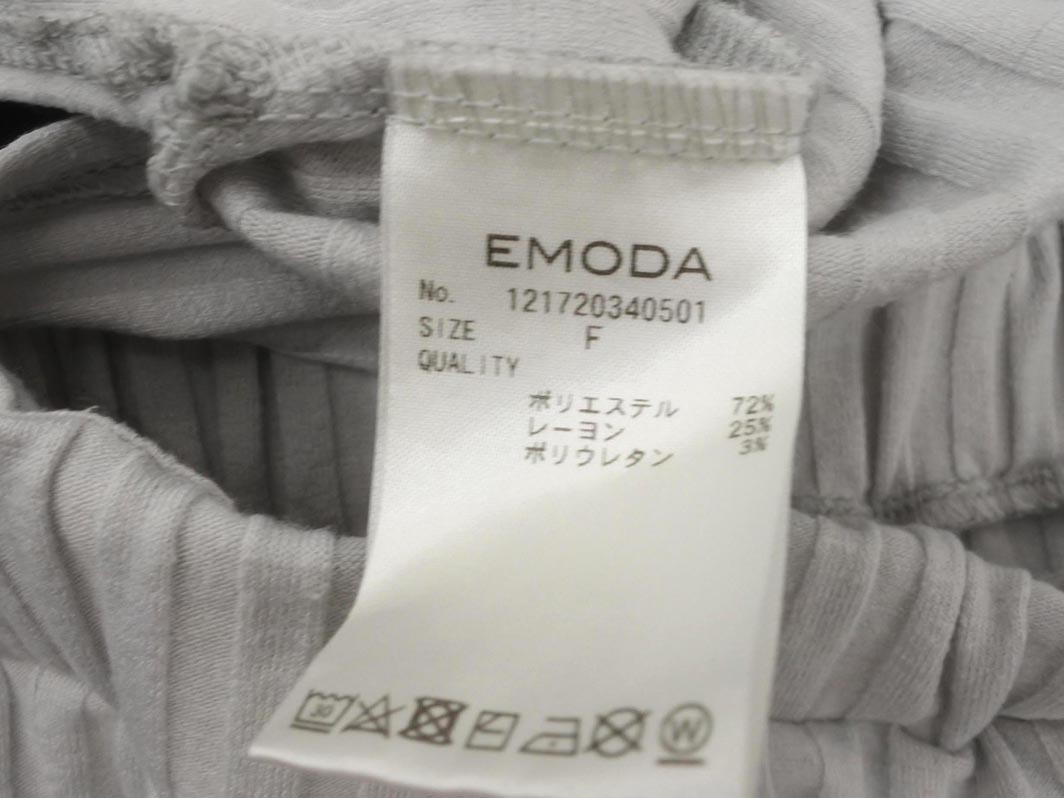 EMODA
No. 121720340501
SIZE F
QUALITY
ポリエステル 72%
レーヨン 25%
ポリウレタン 3%
30 W